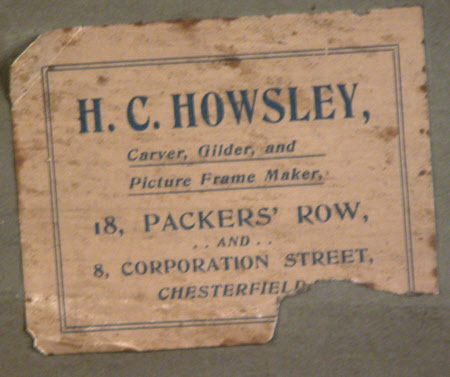 H. C. HOWSLEY,
Carver, Gilder, and
Picture Frame Maker,
18, PACKERS' ROW,
. . AND . .
8, CORPORATION STREET,
CHESTERFIELD